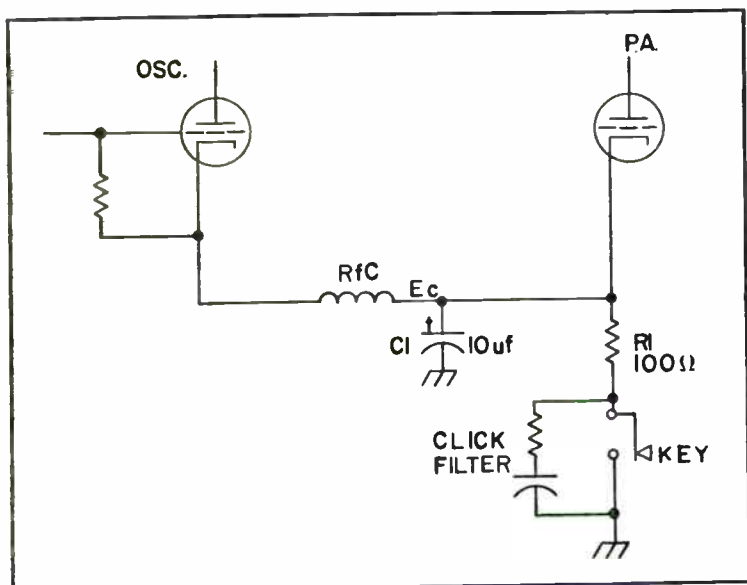 OSC.
P.A.
RfC
Ec
C1
10uf
R1
100Ω
CLICK
FILTER
KEY